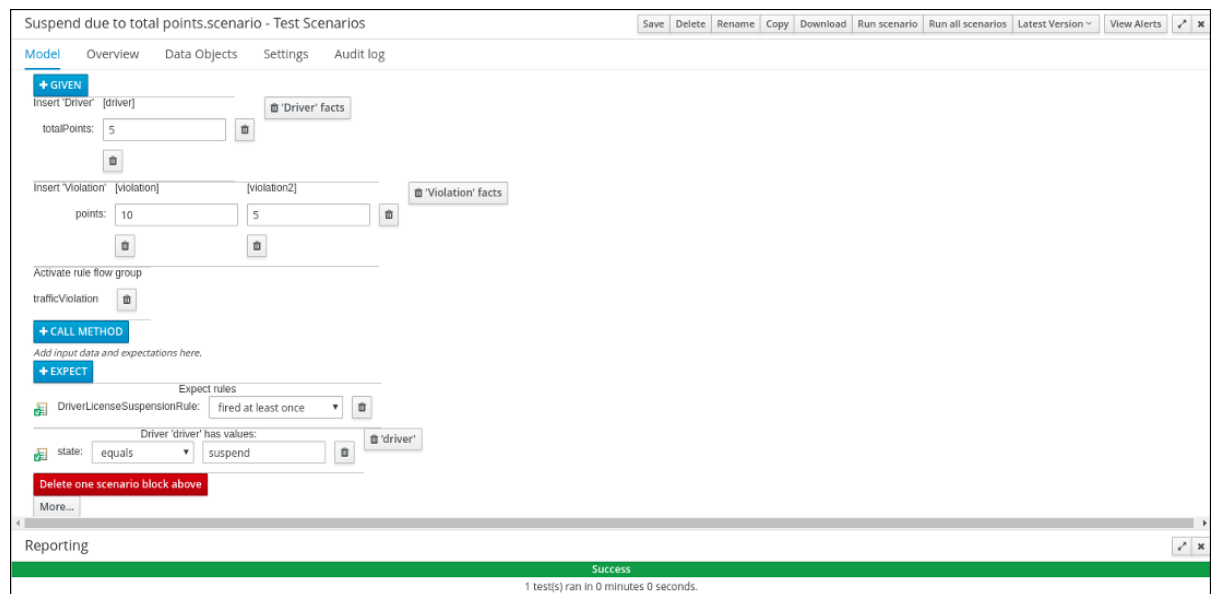 Suspend due to total points.scenario - Test Scenarios
Save Delete Rename Copy Download Run scenario Run all scenarios Latest Version View Alerts
Model Overview Data Objects Settings Audit log
+ GIVEN
Insert 'Driver' [driver] 'Driver' facts
totalPoints: 5
Insert 'Violation' [violation] [violation2] 'Violation' facts
points: 10 5
Activate rule flow group
trafficViolation
+ CALL METHOD
Add input data and expectations here.
+ EXPECT
Expect rules
DriverLicenseSuspensionRule: fired at least once
Driver 'driver' has values: 'driver'
state: equals suspend
Delete one scenario block above
More...
Reporting
Success
1 test(s) ran in 0 minutes 0 seconds.